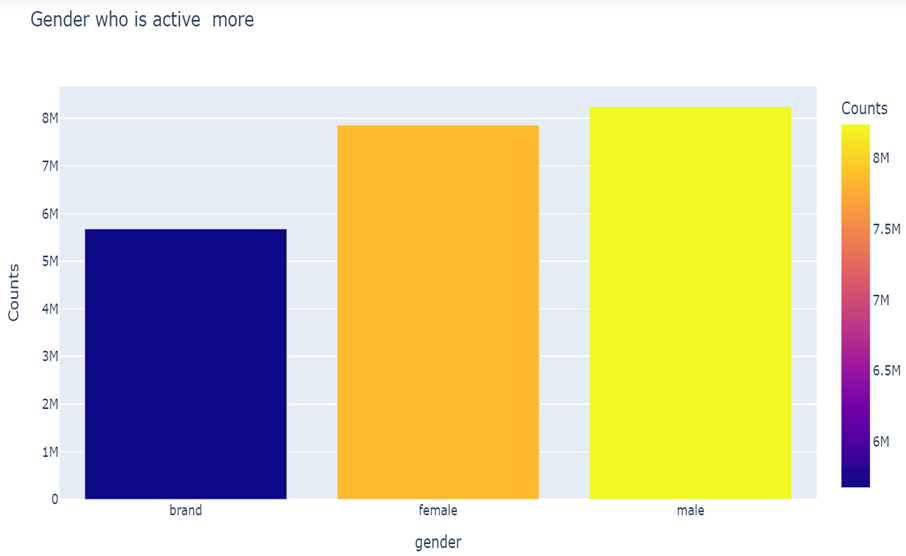 Gender who is active  more
Counts
8M
7M
6M
5M
4M
3M
2M
1M
0
brand
female
male
gender
Counts
8M
7.5M
7M
6.5M
6M